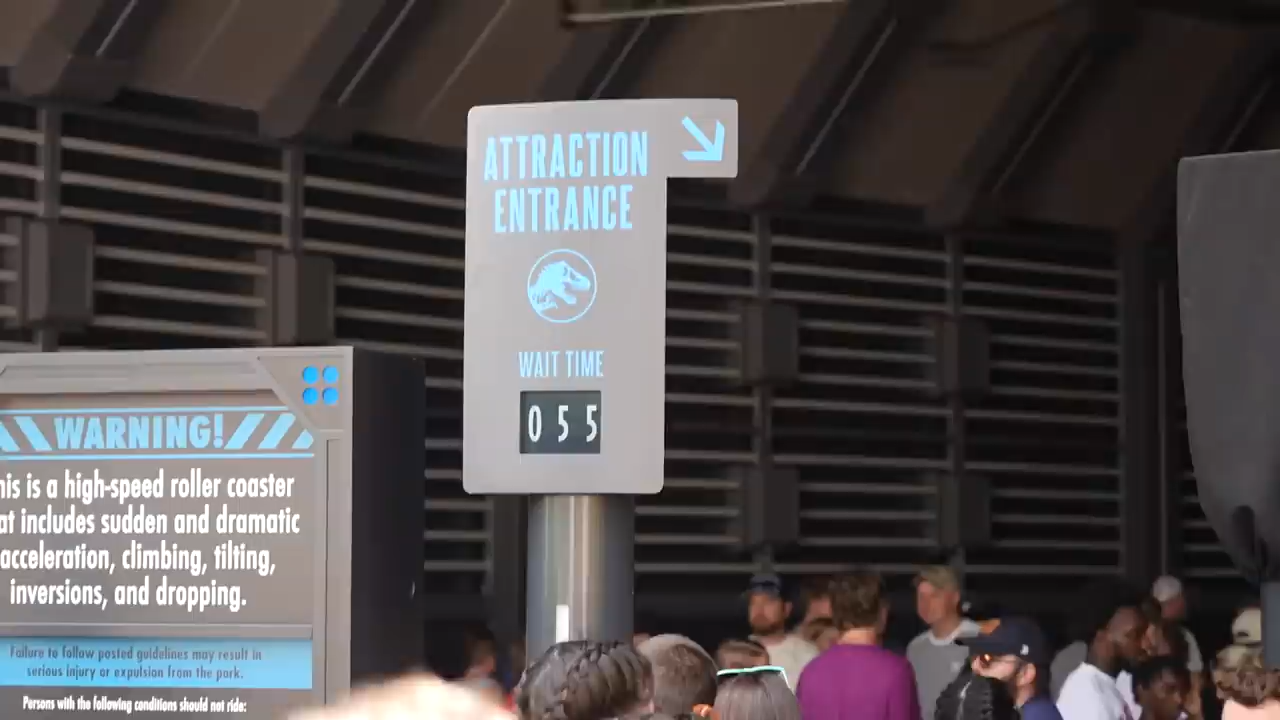 ATTRACTION
ENTRANCE
WAIT TIME
055
WARNING!
his is a high-speed roller coaster
at includes sudden and dramatic
acceleration, climbing, tilting,
inversions, and dropping.
Failure to follow posted guidelines may result in
serious injury or expulsion from the park.
Persons with the following conditions should not ride: